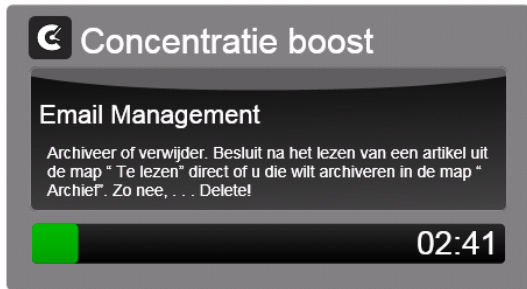 Concentratie boost
Email Management
Archiveer of verwijder. Besluit na het lezen van een artikel uit
de map “ Te lezen” direct of u die wilt archiveren in de map “
Archief”. Zo nee, . . . Delete!
02:41